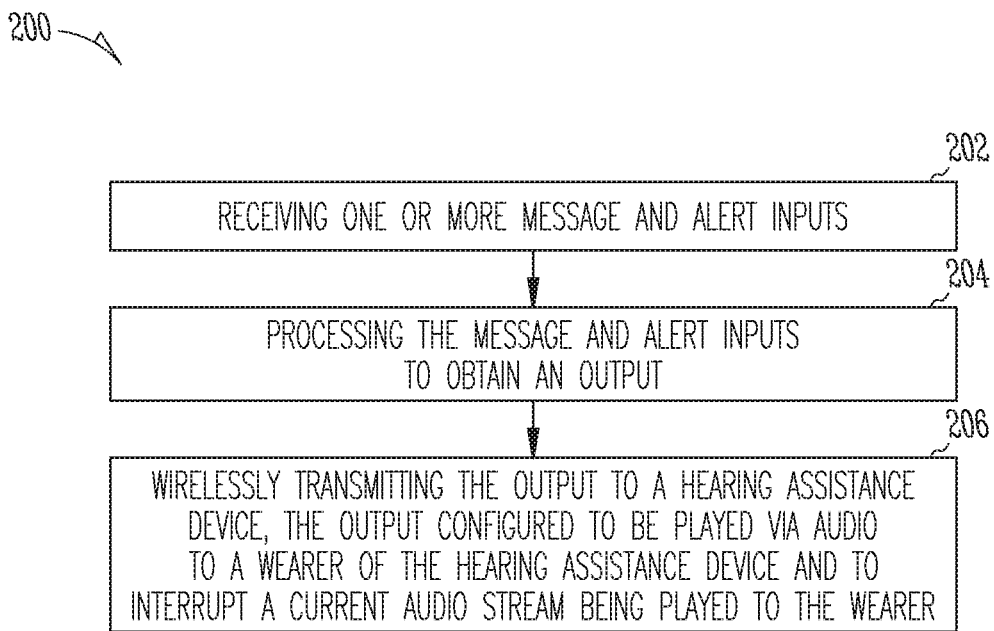 200
202
RECEIVING ONE OR MORE MESSAGE AND ALERT INPUTS
204
PROCESSING THE MESSAGE AND ALERT INPUTS
TO OBTAIN AN OUTPUT
206
WIRELESSLY TRANSMITTING THE OUTPUT TO A HEARING ASSISTANCE
DEVICE, THE OUTPUT CONFIGURED TO BE PLAYED VIA AUDIO
TO A WEARER OF THE HEARING ASSISTANCE DEVICE AND TO
INTERRUPT A CURRENT AUDIO STREAM BEING PLAYED TO THE WEARER